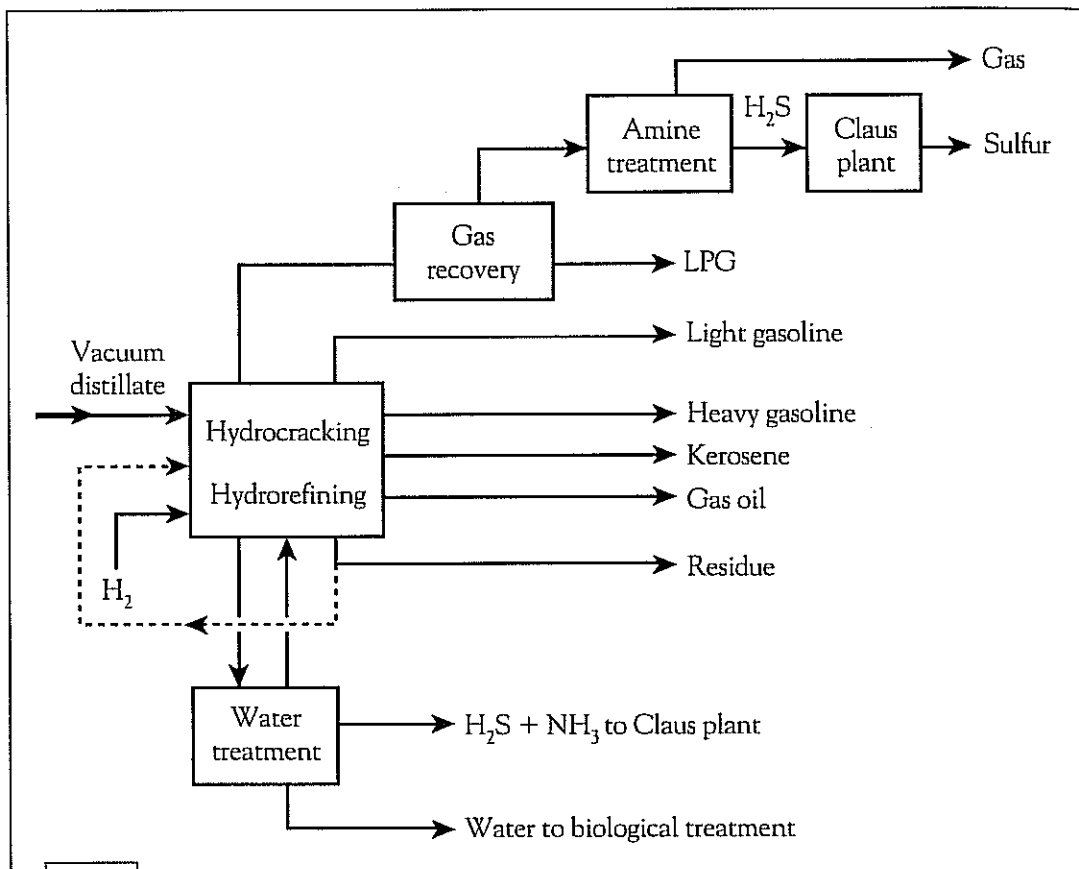 Gas
Amine
treatment
H₂S
Claus
plant
Sulfur
Gas
recovery
LPG
Light gasoline
Vacuum
distillate
Hydrocracking
Hydrorefining
Heavy gasoline
Kerosene
Gas oil
Residue
H₂
Water
treatment
H₂S + NH₃ to Claus plant
Water to biological treatment